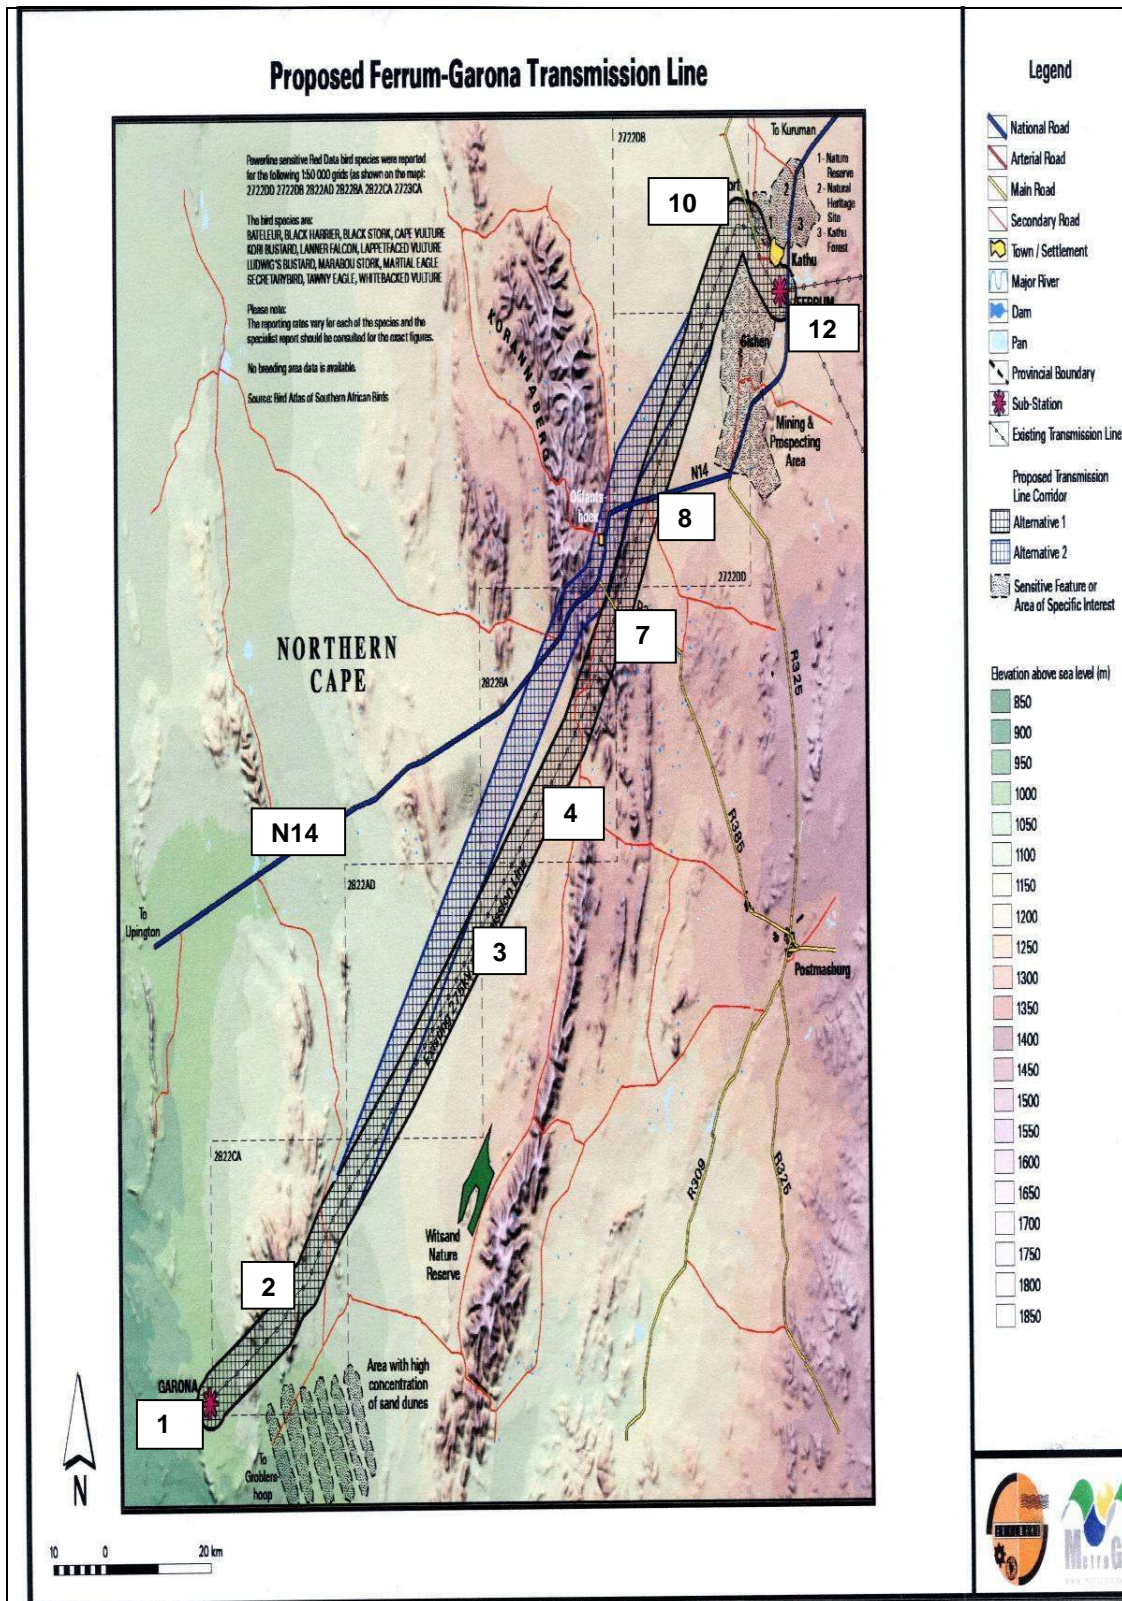 Proposed Ferrum-Garona Transmission Line
Powerline sensitive Red Data bird species were reported
for the following 1:50 000 grids (as shown on the map):
2722DD 2722DB 2822AD 2822BA 2822CA 2723CA
The bird species are:
BATELEUR, BLACK HARRIER, BLACK STORK, CAPE VULTURE
KORI BUSTARD, LANNER FALCON, LAPPETFACED VULTURE
LUDWIG'S BUSTARD, MARABOU STORK, MARTIAL EAGLE
SECRETARYBIRD, TAWNY EAGLE, WHITEBACKED VULTURE
Please note:
The reporting rates vary for each of the species and the
specialist report should be consulted for the exact figures.
No breeding area data is available.
Source: Bird Atlas of Southern African Birds
2722DB
To Kuruman
1 - Nature
Reserve
2 - Natural
Heritage
Site
3 - Kathu
Forest
1
2
3
10
Kathu
FERRUM
12
Sishen
KORANNABERG
Mining &
Prospecting
Area
N14
8
Olifants-
hoek
2722DD
7
NORTHERN
CAPE
2822BA
R325
N14
4
R385
2822AD
To
Upington
Existing 275kV
ssion Line
3
Postmasburg
2822CA
R309
R325
Witsand
Nature
Reserve
2
GARONA
1
Area with high
concentration
of sand dunes
To
Groblers-
hoop
N
10 0 20 km
Legend
National Road
Arterial Road
Main Road
Secondary Road
Town / Settlement
Major River
Dam
Pan
Provincial Boundary
Sub-Station
Existing Transmission Line
Proposed Transmission
Line Corridor
Alternative 1
Alternative 2
Sensitive Feature or
Area of Specific Interest
Elevation above sea level (m)
850
900
950
1000
1050
1100
1150
1200
1250
1300
1350
1400
1450
1500
1550
1600
1650
1700
1750
1800
1850
MetroG